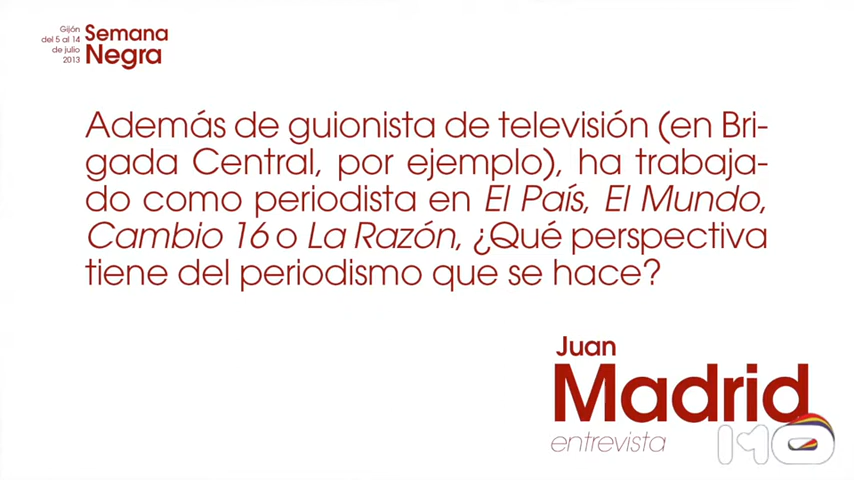 Gijón
del 5 al 14
de julio
2013
Semana
Negra
Además de guionista de televisión (en Bri-
gada Central, por ejemplo), ha trabaja-
do como periodista en El País, El Mundo,
Cambio 16 o La Razón, ¿Qué perspectiva
tiene del periodismo que se hace?
Juan
Madrid
entrevista